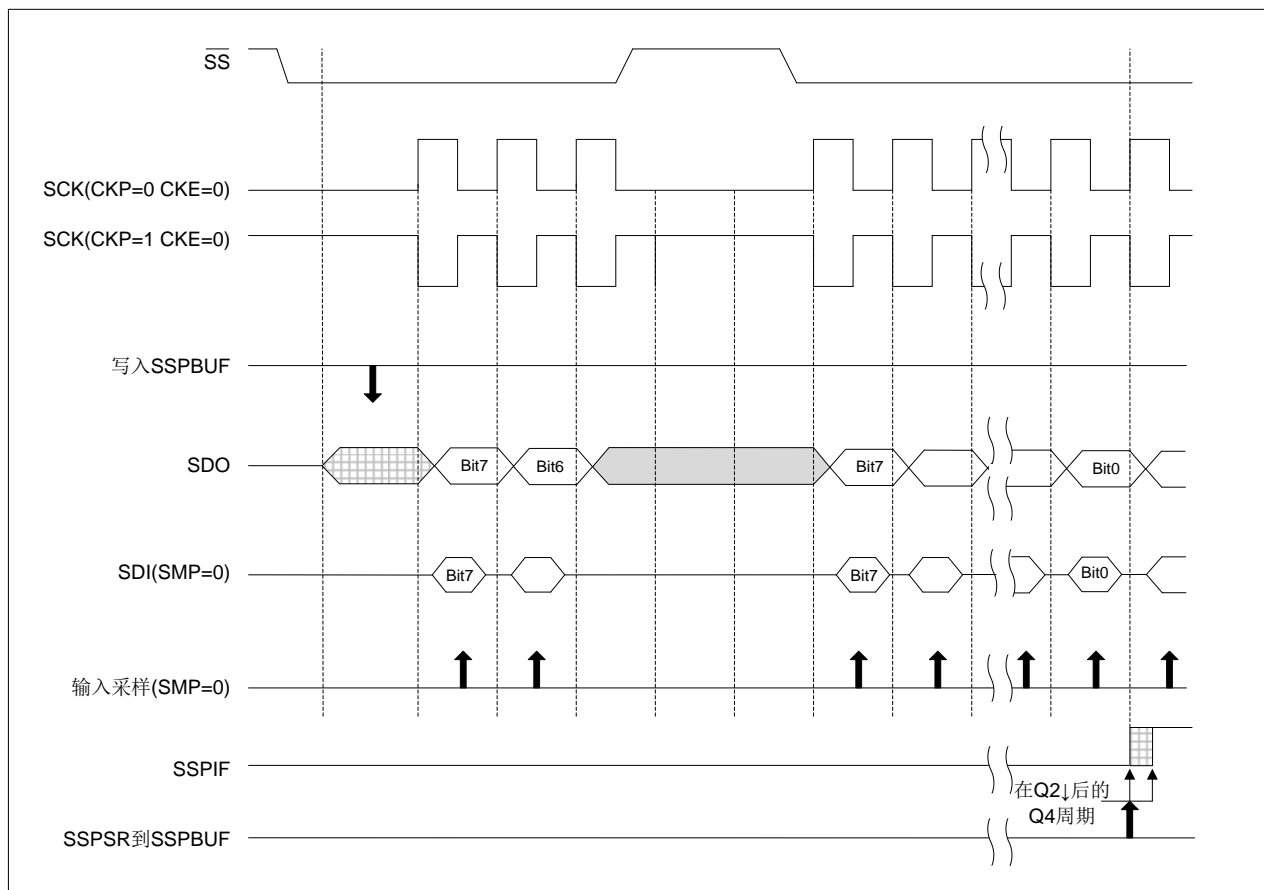 SS
SCK(CKP=0 CKE=0)
SCK(CKP=1 CKE=0)
写入SSPBUF
SDO
Bit7
Bit6
Bit7
Bit0
SDI(SMP=0)
Bit7
Bit7
Bit0
输入采样(SMP=0)
SSPIF
在Q2↓后的
Q4周期
SSPSR到SSPBUF